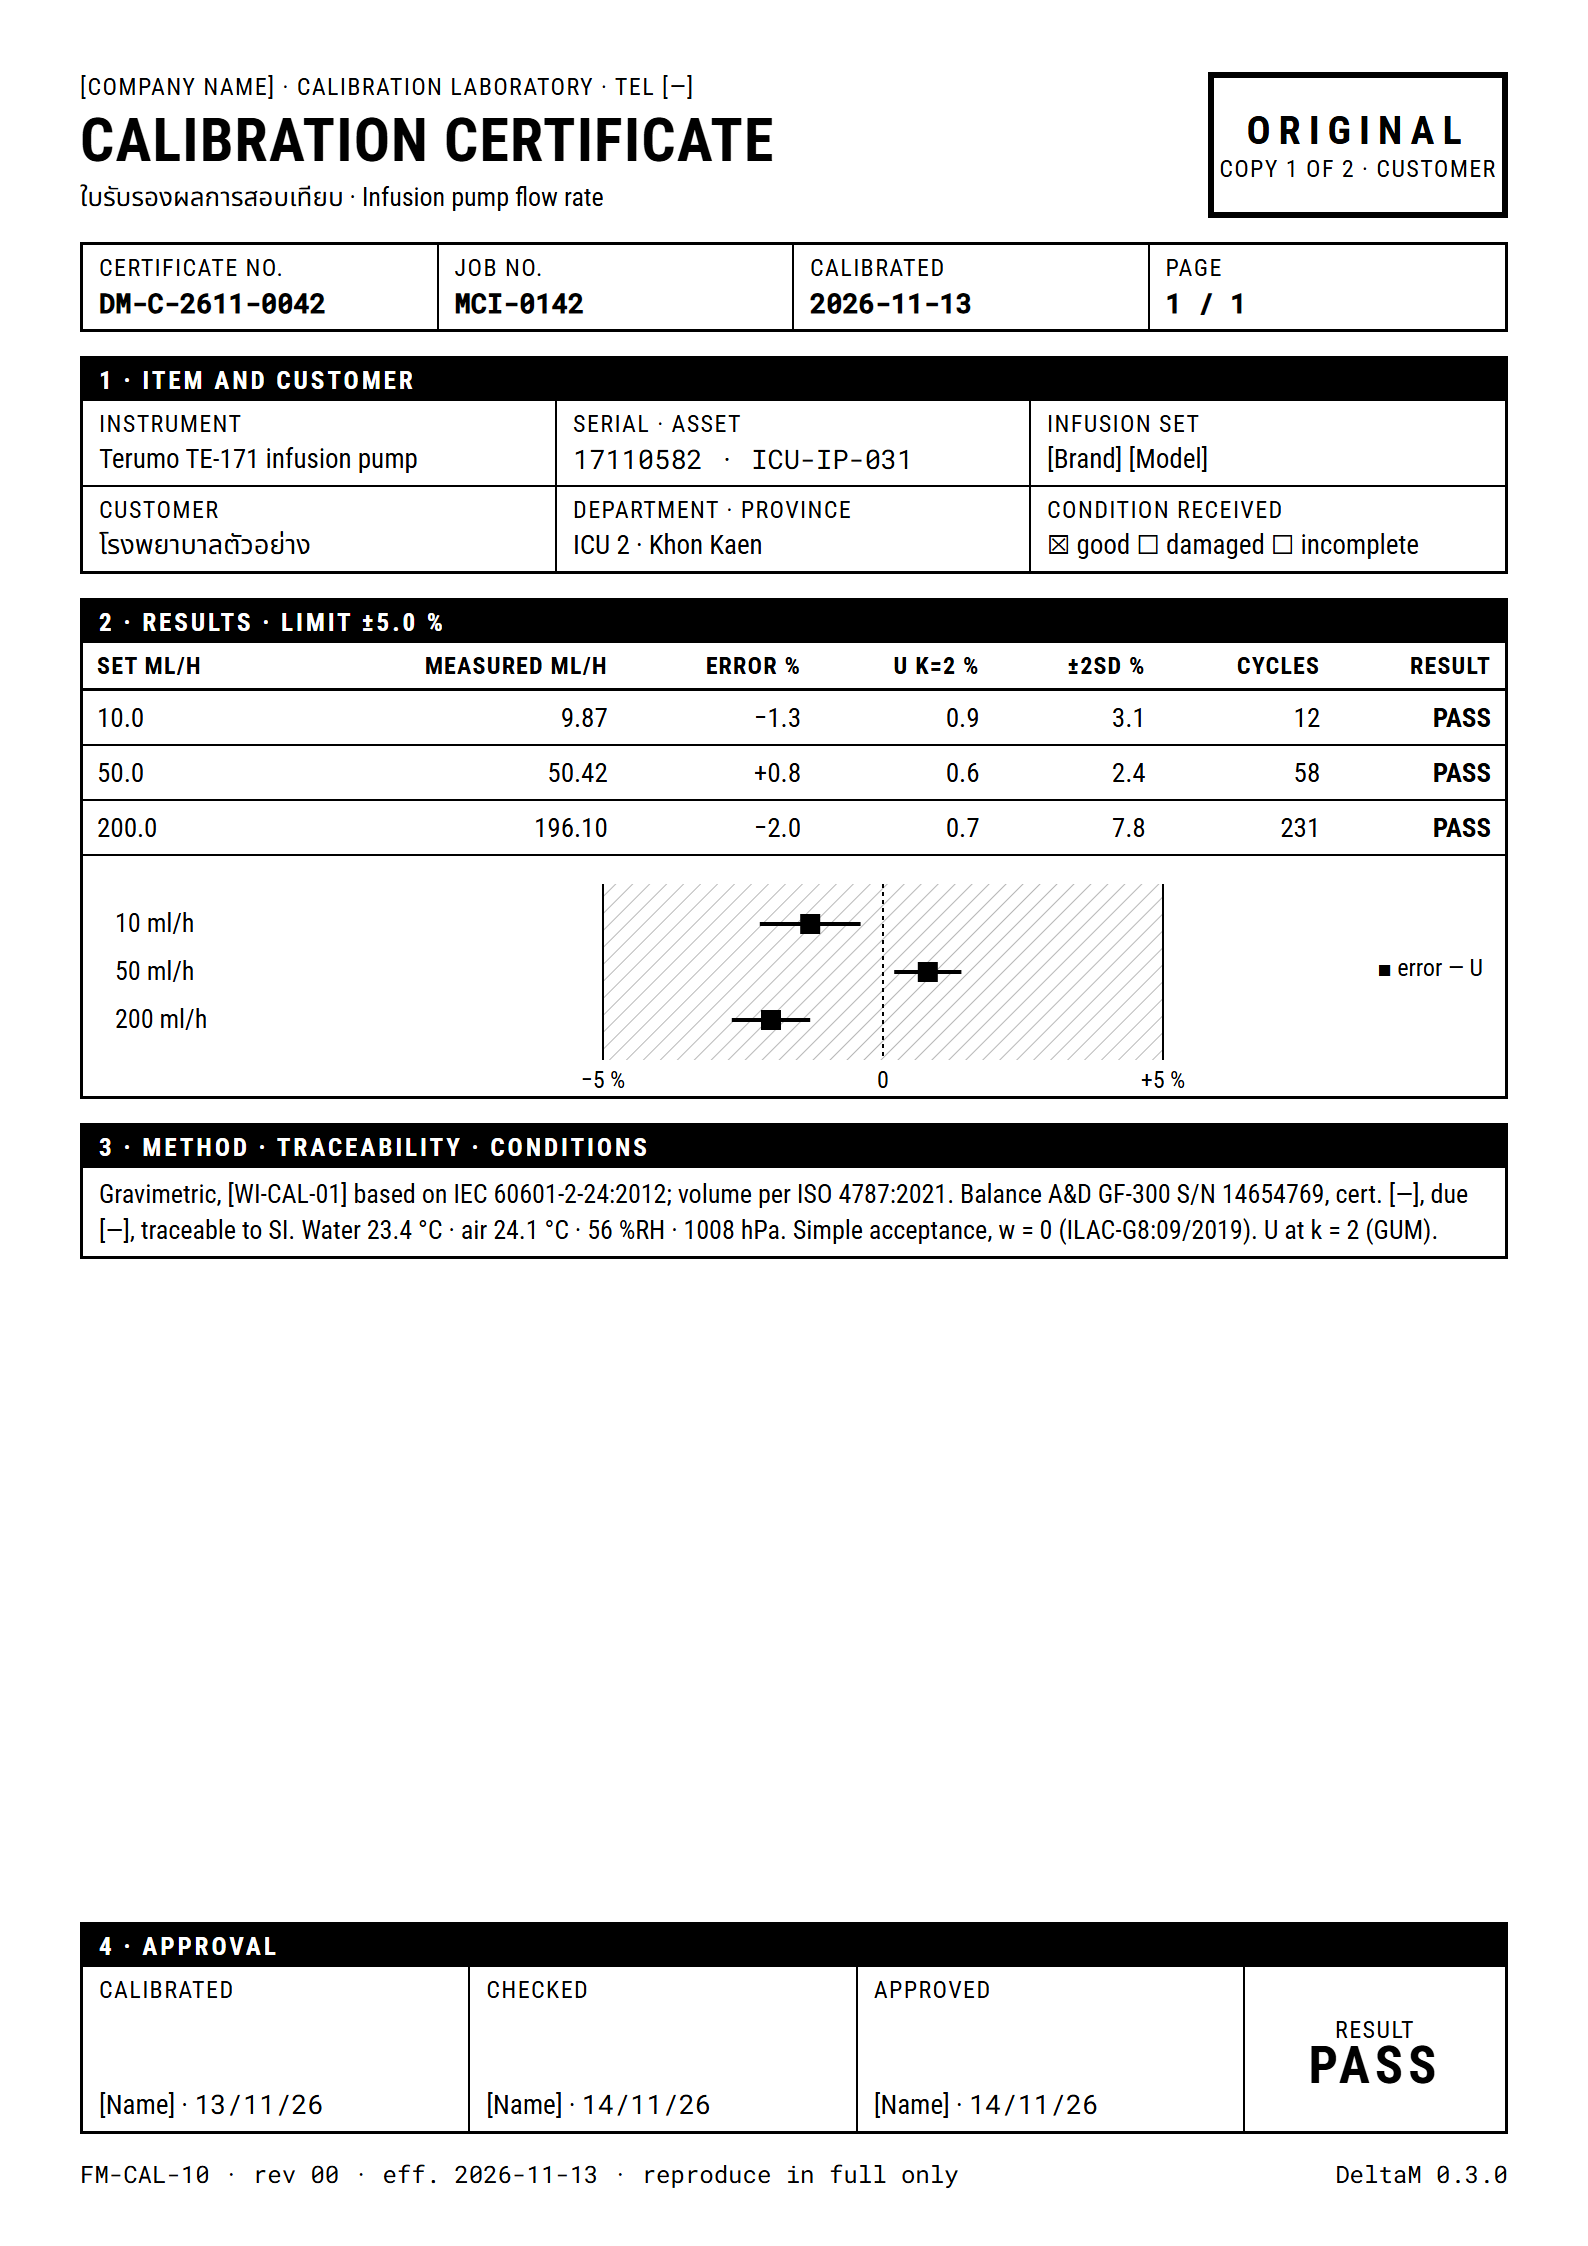 [COMPANY NAME] · CALIBRATION LABORATORY · TEL [—]
CALIBRATION CERTIFICATE
ใบรับรองผลการสอบเทียบ · Infusion pump flow rate
ORIGINAL
COPY 1 OF 2 · CUSTOMER
CERTIFICATE NO. JOB NO. CALIBRATED PAGE
DM-C-2611-0042 MCI-0142 2026-11-13 1 / 1
1 · ITEM AND CUSTOMER
INSTRUMENT SERIAL · ASSET INFUSION SET
Terumo TE-171 infusion pump 17110582 · ICU-IP-031 [Brand] [Model]
CUSTOMER DEPARTMENT · PROVINCE CONDITION RECEIVED
โรงพยาบาลตัวอย่าง ICU 2 · Khon Kaen ☒ good ☐ damaged ☐ incomplete
2 · RESULTS · LIMIT ±5.0 %
SET ML/H MEASURED ML/H ERROR % U K=2 % ±2SD % CYCLES RESULT
10.0 9.87 −1.3 0.9 3.1 12 PASS
50.0 50.42 +0.8 0.6 2.4 58 PASS
200.0 196.10 −2.0 0.7 7.8 231 PASS
10 ml/h
50 ml/h
■ error — U
200 ml/h
−5 % 0 +5 %
3 · METHOD · TRACEABILITY · CONDITIONS
Gravimetric, [WI-CAL-01] based on IEC 60601-2-24:2012; volume per ISO 4787:2021. Balance A&D GF-300 S/N 14654769, cert. [—], due
[—], traceable to SI. Water 23.4 °C · air 24.1 °C · 56 %RH · 1008 hPa. Simple acceptance, w = 0 (ILAC-G8:09/2019). U at k = 2 (GUM).
4 · APPROVAL
CALIBRATED CHECKED APPROVED
RESULT
PASS
[Name] · 13/11/26 [Name] · 14/11/26 [Name] · 14/11/26
FM-CAL-10 · rev 00 · eff. 2026-11-13 · reproduce in full only DeltaM 0.3.0